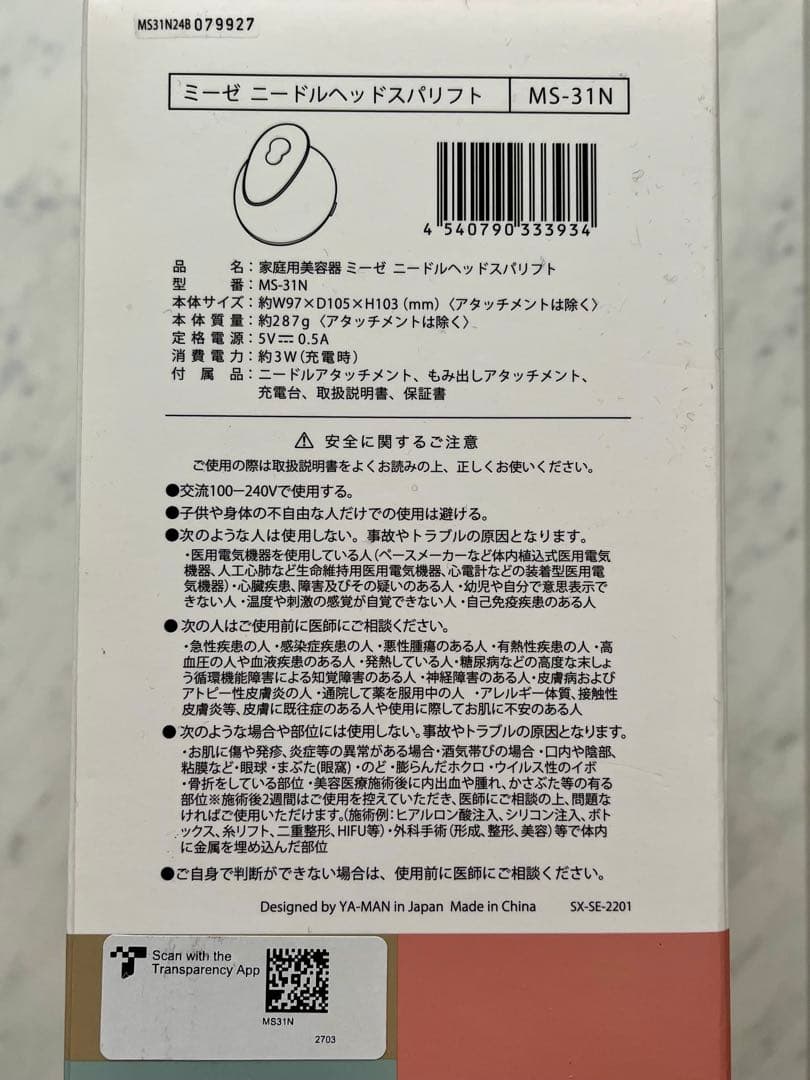 MS31N24B 079927
ミーゼ ニードルヘッドスパリフト MS-31N
4 540790 333934
品名：家庭用美容器 ミーゼ ニードルヘッドスパリフト
型番：MS-31N
本体サイズ：約W97×D105×H103（mm）〈アタッチメントは除く〉
本体質量：約287g〈アタッチメントは除く〉
定格電源：5V⎓0.5A
消費電力：約3W（充電時）
付属品：ニードルアタッチメント、もみ出しアタッチメント、
充電台、取扱説明書、保証書
⚠ 安全に関するご注意
ご使用の際は取扱説明書をよくお読みの上、正しくお使いください。
●交流100−240Vで使用する。
●子供や身体の不自由な人だけでの使用は避ける。
●次のような人は使用しない。事故やトラブルの原因となります。
・医用電気機器を使用している人（ペースメーカーなど体内植込式医用電気
機器、人工心肺など生命維持用医用電気機器、心電計などの装着型医用電
気機器）・心臓疾患、障害及びその疑いのある人・幼児や自分で意思表示で
きない人・温度や刺激の感覚が自覚できない人・自己免疫疾患のある人
●次の人はご使用前に医師にご相談ください。
・急性疾患の人・感染症疾患の人・悪性腫瘍のある人・有熱性疾患の人・高
血圧の人や血液疾患のある人・発熱している人・糖尿病などの高度な末しょ
う循環機能障害による知覚障害のある人・神経障害のある人・皮膚病および
アトピー性皮膚炎の人・通院して薬を服用中の人・アレルギー体質、接触性
皮膚炎等、皮膚に既往症のある人や使用に際してお肌に不安のある人
●次のような場合や部位には使用しない。事故やトラブルの原因となります。
・お肌に傷や発疹、炎症等の異常がある場合・酒気帯びの場合・口内や陰部、
粘膜など・眼球・まぶた(眼窩)・のど・膨らんだホクロ・ウイルス性のイボ
・骨折をしている部位・美容医療施術後に内出血や腫れ、かさぶた等の有る
部位※施術後2週間はご使用を控えていただき、医師にご相談の上、問題な
ければご使用いただけます。（施術例：ヒアルロン酸注入、シリコン注入、ボト
ックス、糸リフト、二重整形、HIFU等）・外科手術（形成、整形、美容）等で体内
に金属を埋め込んだ部位
●ご自身で判断ができない場合は、使用前に医師にご相談ください。
Designed by YA-MAN in Japan Made in China SX-SE-2201
Scan with the
Transparency App
MS31N
2703